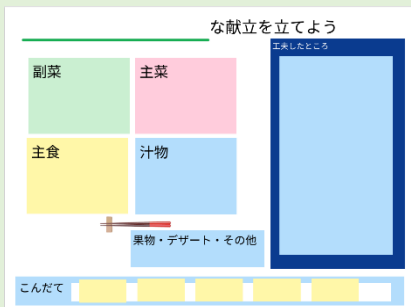 な献立を立てよう
工夫したところ
副菜
主菜
主食
汁物
果物・デザート・その他
こんだて